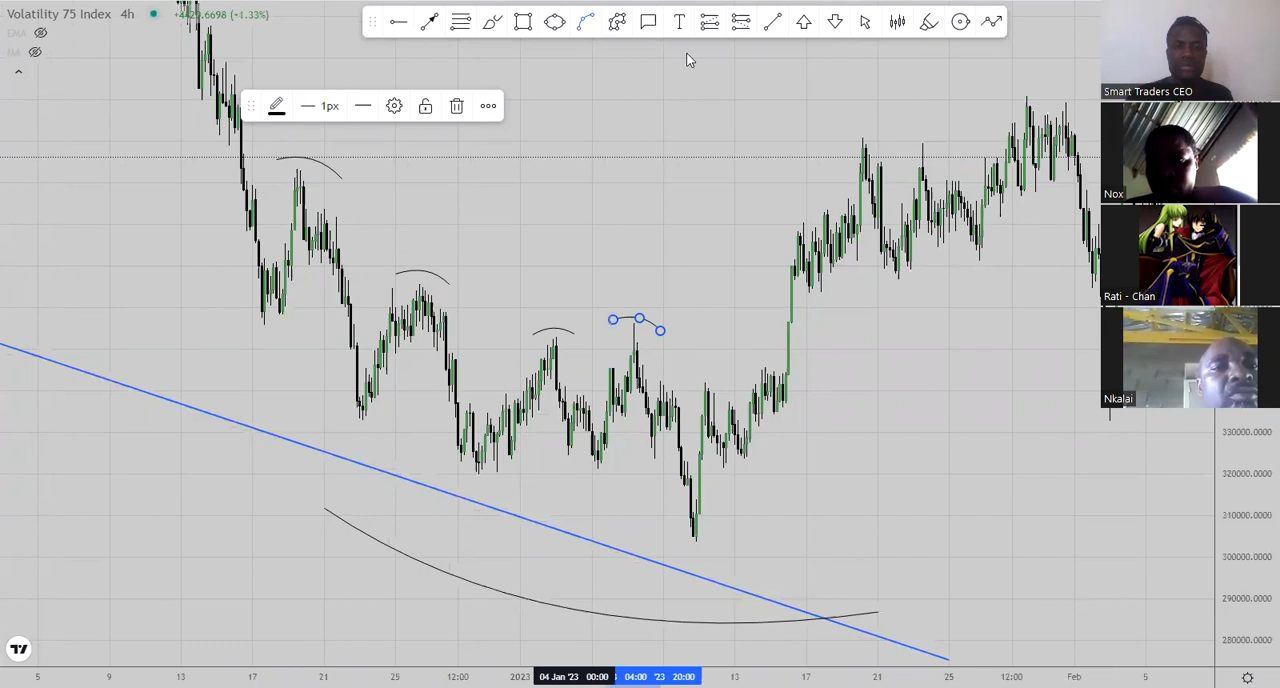 Volatility 75 Index 4h +4429.6698 (+1.33%)
EMA
1px
Smart Traders CEO
Nox
Rati - Chan
Nkalai
330000.0000
320000.0000
310000.0000
300000.0000
290000.0000
280000.0000
5 9 13 17 21 25 12:00 2023 04 Jan '23 00:00 04:00 '23 20:00 13 17 21 25 12:00 Feb 5